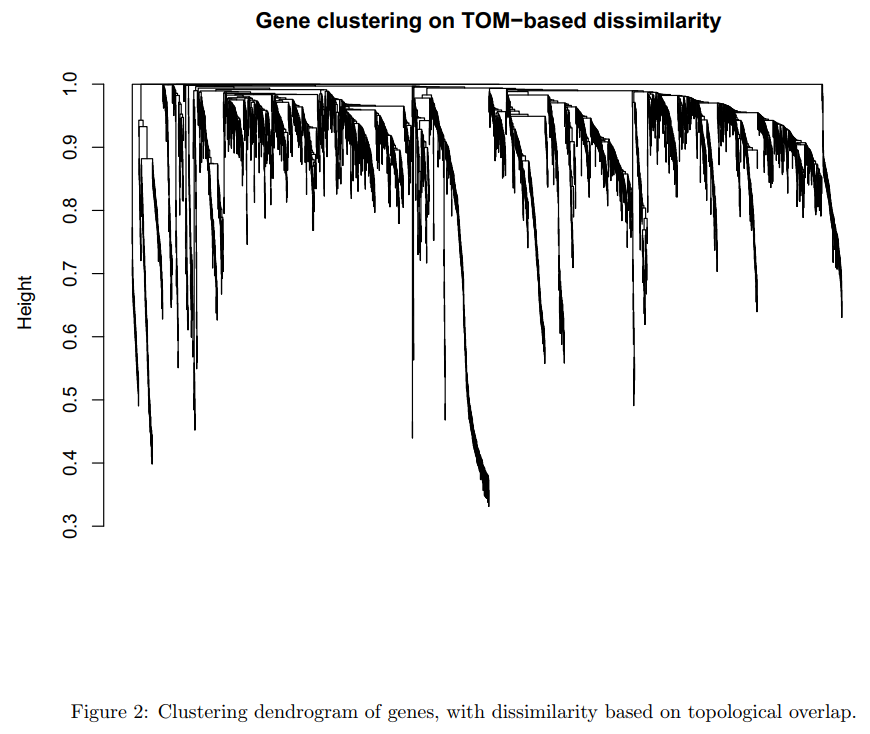 Gene clustering on TOM−based dissimilarity
1.0
0.9
0.8
0.7
0.6
0.5
0.4
0.3
Height
Figure 2: Clustering dendrogram of genes, with dissimilarity based on topological overlap.